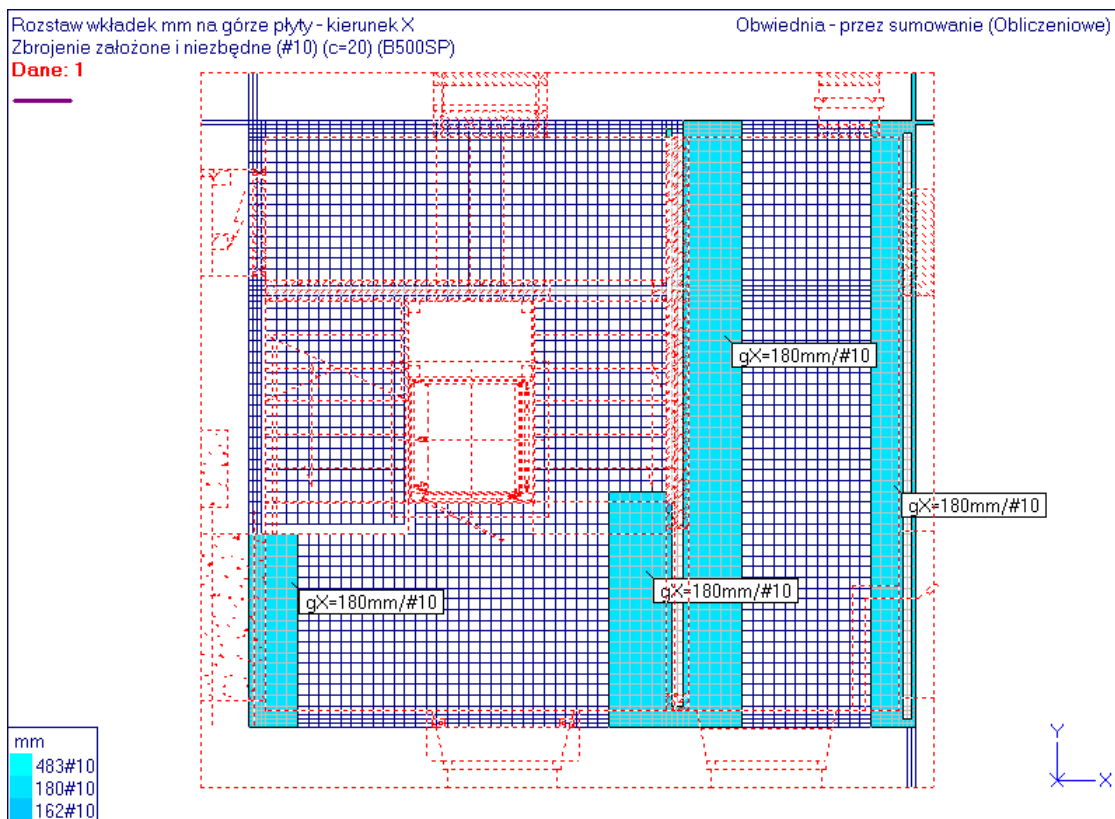 Rozstaw wkładek mm na górze płyty - kierunek X
Obwiednia - przez sumowanie (Obliczeniowe)
Zbrojenie założone i niezbędne (#10) (c=20) (B500SP)
Dane: 1
gX=180mm/#10
gX=180mm/#10
gX=180mm/#10
gX=180mm/#10
mm
483#10
180#10
162#10
Y
X